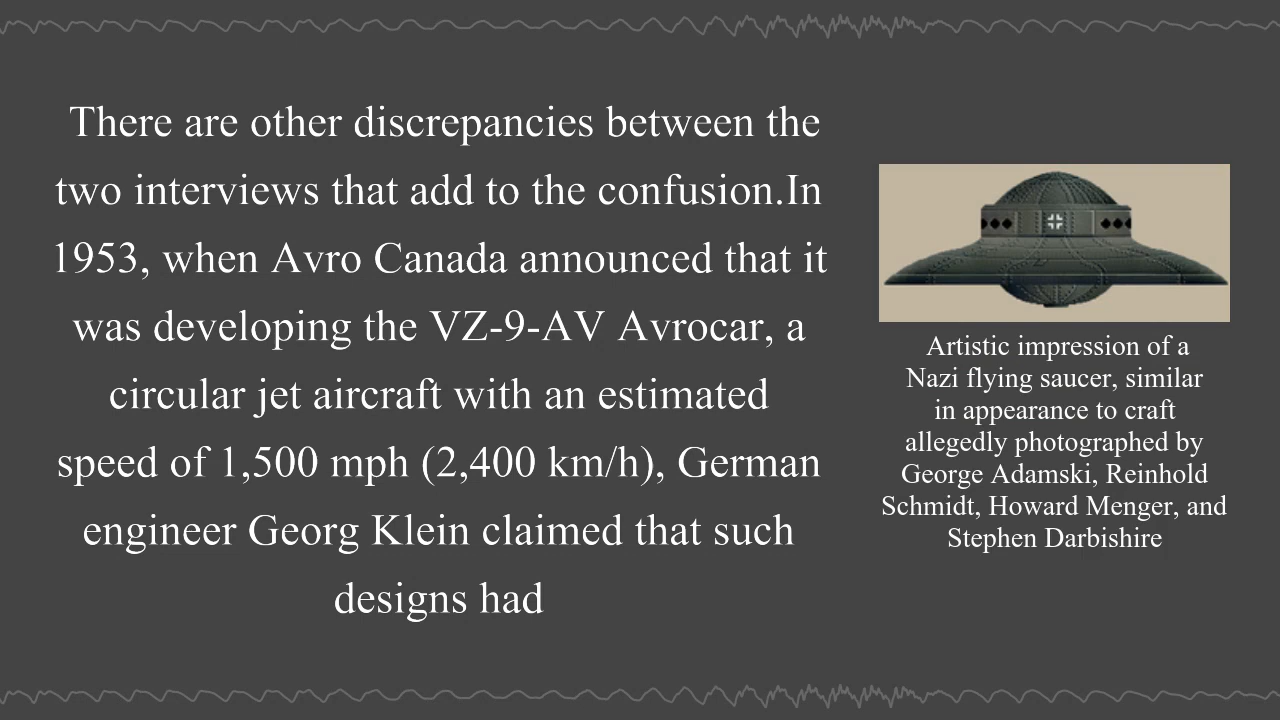 There are other discrepancies between the
two interviews that add to the confusion.In
1953, when Avro Canada announced that it
was developing the VZ-9-AV Avrocar, a
circular jet aircraft with an estimated
speed of 1,500 mph (2,400 km/h), German
engineer Georg Klein claimed that such
designs had
Artistic impression of a
Nazi flying saucer, similar
in appearance to craft
allegedly photographed by
George Adamski, Reinhold
Schmidt, Howard Menger, and
Stephen Darbishire